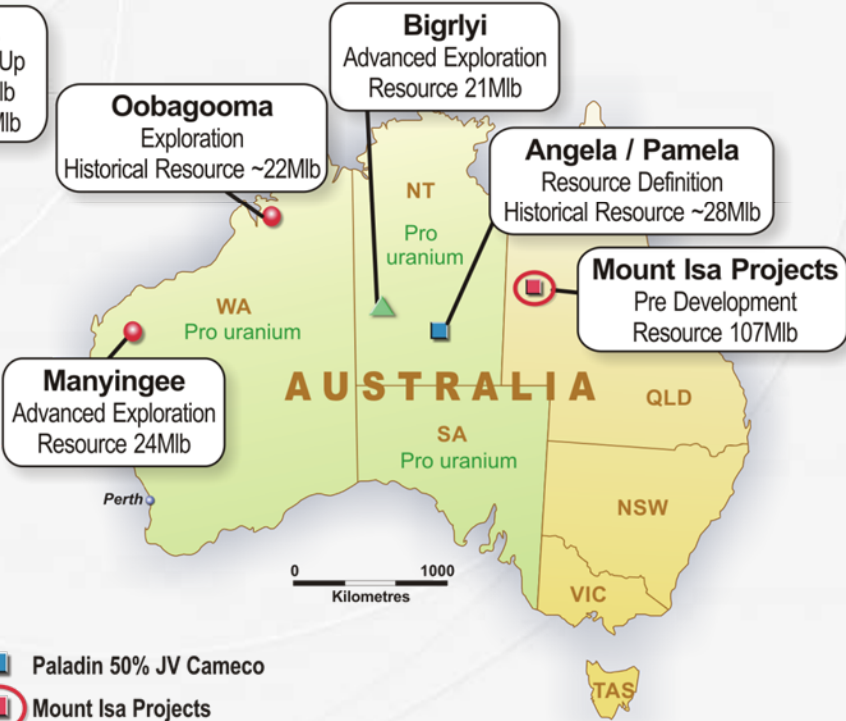 Up
lb
Mlb
Oobagooma
Exploration
Historical Resource ~22Mlb
Bigrlyi
Advanced Exploration
Resource 21Mlb
Angela / Pamela
Resource Definition
Historical Resource ~28Mlb
Mount Isa Projects
Pre Development
Resource 107Mlb
NT
Pro
uranium
WA
Pro uranium
Manyingee
Advanced Exploration
Resource 24Mlb
AUSTRALIA
QLD
SA
Pro uranium
Perth
NSW
0 1000
Kilometres
VIC
TAS
Paladin 50% JV Cameco
Mount Isa Projects